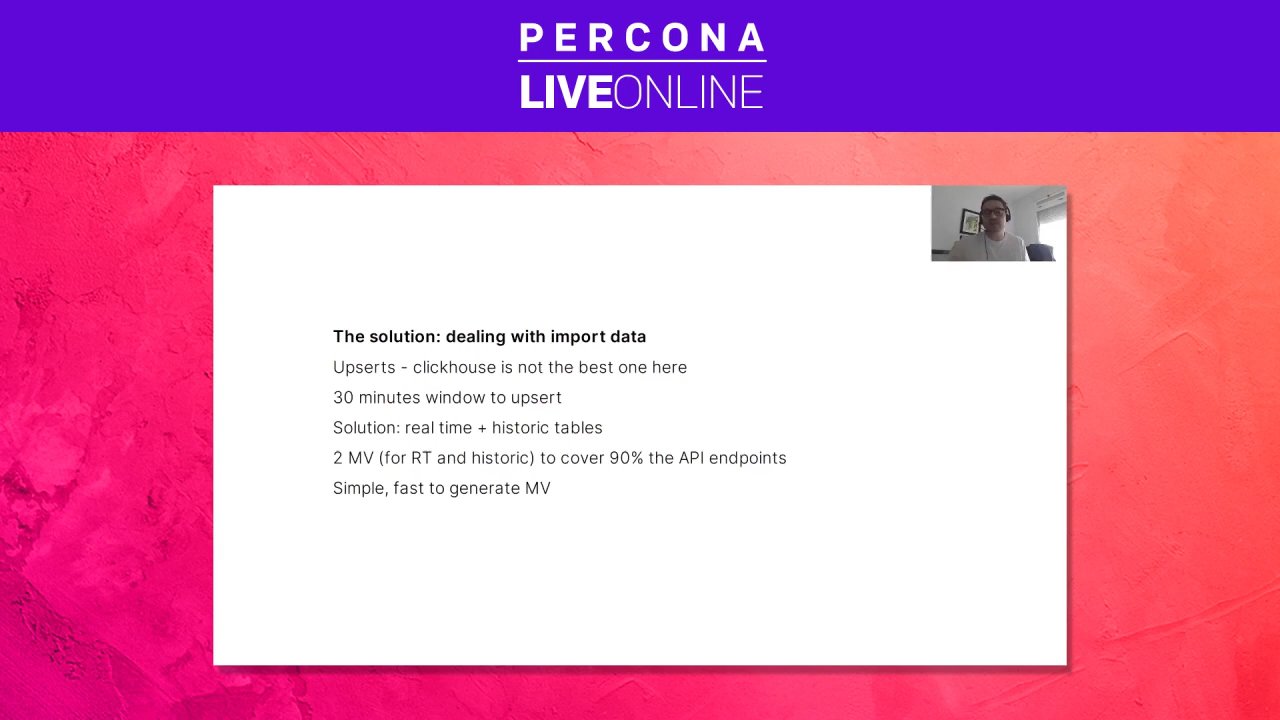 PERCONA
LIVEONLINE
The solution: dealing with import data
Upserts - clickhouse is not the best one here
30 minutes window to upsert
Solution: real time + historic tables
2 MV (for RT and historic) to cover 90% the API endpoints
Simple, fast to generate MV